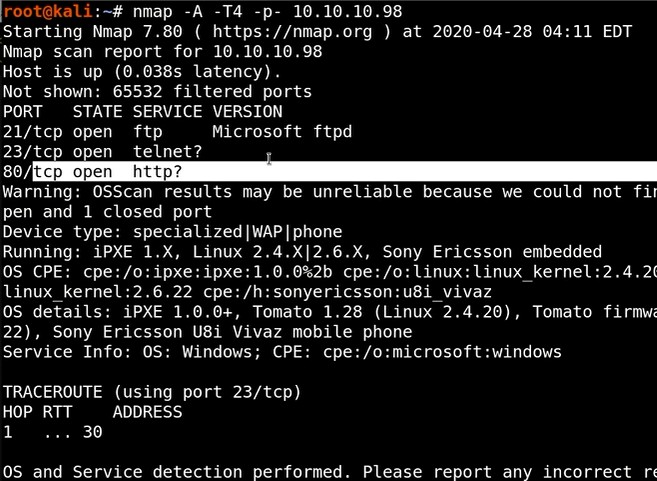 root@kali:~# nmap -A -T4 -p- 10.10.10.98
Starting Nmap 7.80 ( https://nmap.org ) at 2020-04-28 04:11 EDT
Nmap scan report for 10.10.10.98
Host is up (0.038s latency).
Not shown: 65532 filtered ports
PORT   STATE SERVICE VERSION
21/tcp open  ftp     Microsoft ftpd
23/tcp open  telnet?
80/tcp open  http?
Warning: OSScan results may be unreliable because we could not fin
pen and 1 closed port
Device type: specialized|WAP|phone
Running: iPXE 1.X, Linux 2.4.X|2.6.X, Sony Ericsson embedded
OS CPE: cpe:/o:ipxe:ipxe:1.0.0%2b cpe:/o:linux:linux_kernel:2.4.20
linux_kernel:2.6.22 cpe:/h:sonyericsson:u8i_vivaz
OS details: iPXE 1.0.0+, Tomato 1.28 (Linux 2.4.20), Tomato firmwa
22), Sony Ericsson U8i Vivaz mobile phone
Service Info: OS: Windows; CPE: cpe:/o:microsoft:windows
TRACEROUTE (using port 23/tcp)
HOP RTT    ADDRESS
1   ... 30
OS and Service detection performed. Please report any incorrect re